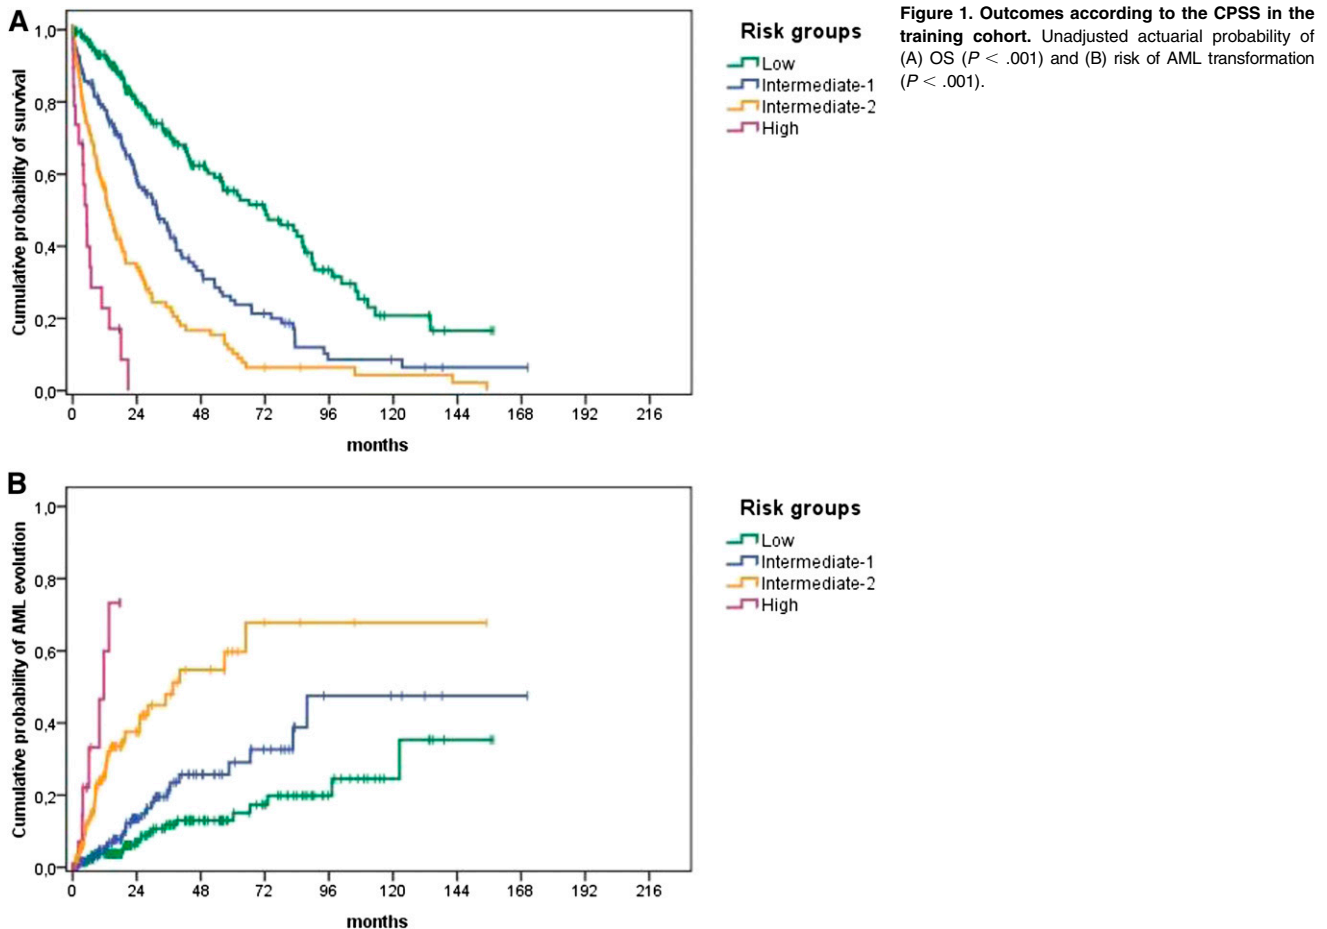 A
Cumulative probability of survival
1,0
0,8
0,6
0,4
0,2
0,0
0 24 48 72 96 120 144 168 192 216
months
Risk groups
Low
Intermediate-1
Intermediate-2
High
Figure 1. Outcomes according to the CPSS in the
training cohort. Unadjusted actuarial probability of
(A) OS (P < .001) and (B) risk of AML transformation
(P < .001).
B
Cumulative probability of AML evolution
1,0
0,8
0,6
0,4
0,2
0,0
0 24 48 72 96 120 144 168 192 216
months
Risk groups
Low
Intermediate-1
Intermediate-2
High